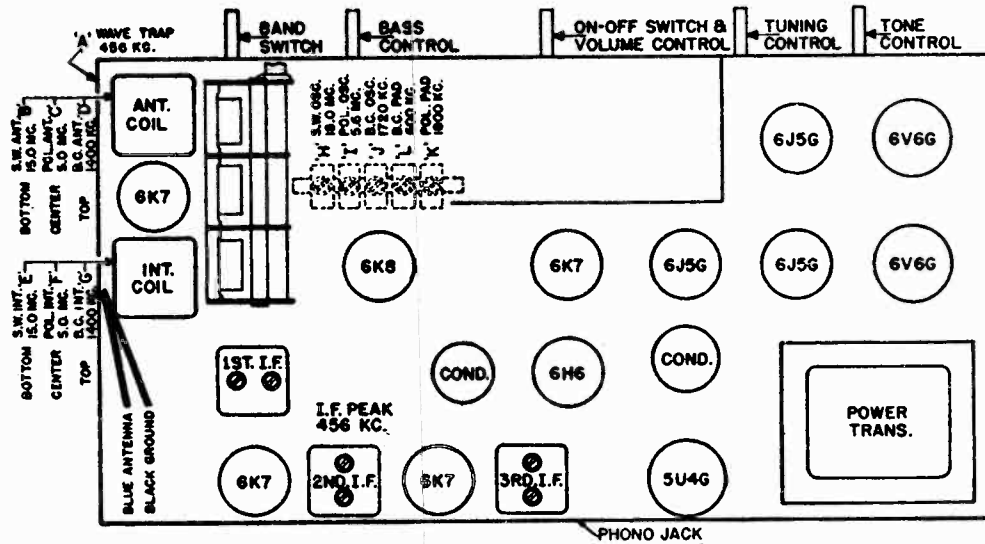 'A' WAVE TRAP
456 KC.
BAND
SWITCH
BASS
CONTROL
ON-OFF SWITCH &
VOLUME CONTROL
TUNING
CONTROL
TONE
CONTROL
BOTTOM S.W. ANT. 'B'
15.0 MC.
CENTER POL. ANT. 'C'
5.0 MC.
TOP B.C. ANT. 'D'
1400 KC.
ANT.
COIL
'H' S.W. OSC.
18.0 MC.
'I' POL. OSC.
5.6 MC.
'J' B.C. OSC.
1720 KC.
'L' B.C. PAD
600 KC.
'K' POL. PAD
1800 KC.
6J5G
6V6G
6K7
BOTTOM S.W. INT. 'E'
15.0 MC.
CENTER POL. INT. 'F'
5.0 MC.
TOP B.C. INT. 'G'
1400 KC.
INT.
COIL
6K8
6K7
6J5G
6J5G
6V6G
1ST. I.F.
COND.
6H6
COND.
I.F. PEAK
456 KC.
POWER
TRANS.
BLUE ANTENNA
BLACK GROUND
6K7
2ND. I.F.
6K7
3RD. I.F.
5U4G
PHONO JACK